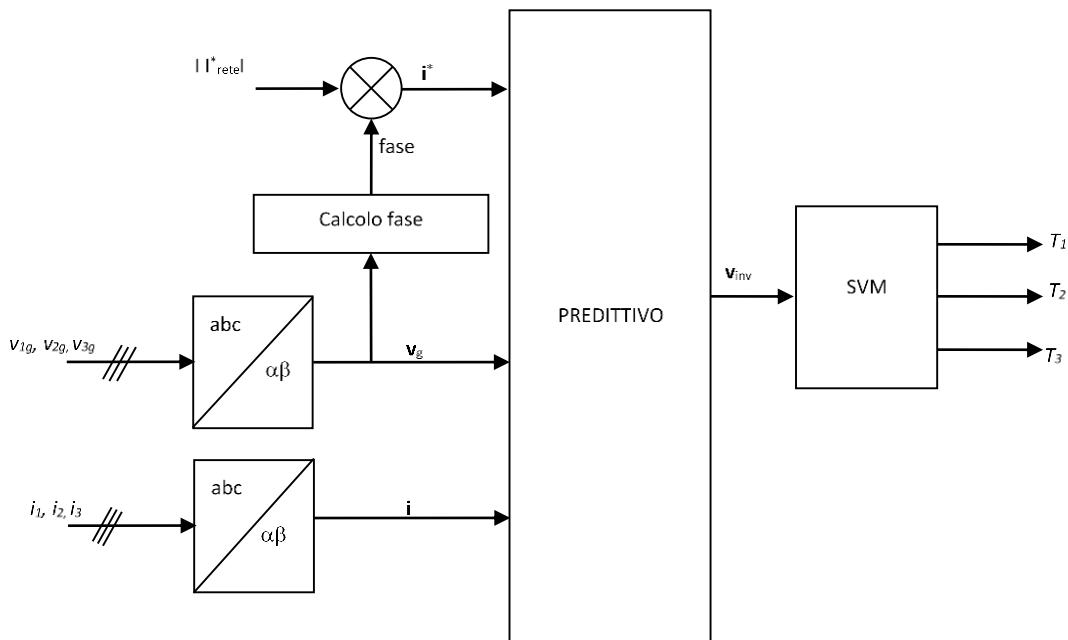 | I*rete|
i*
fase
Calcolo fase
abc
αβ
v1g, v2g, v3g
vg
PREDITTIVO
vinv
SVM
T1
T2
T3
abc
αβ
i1, i2, i3
i